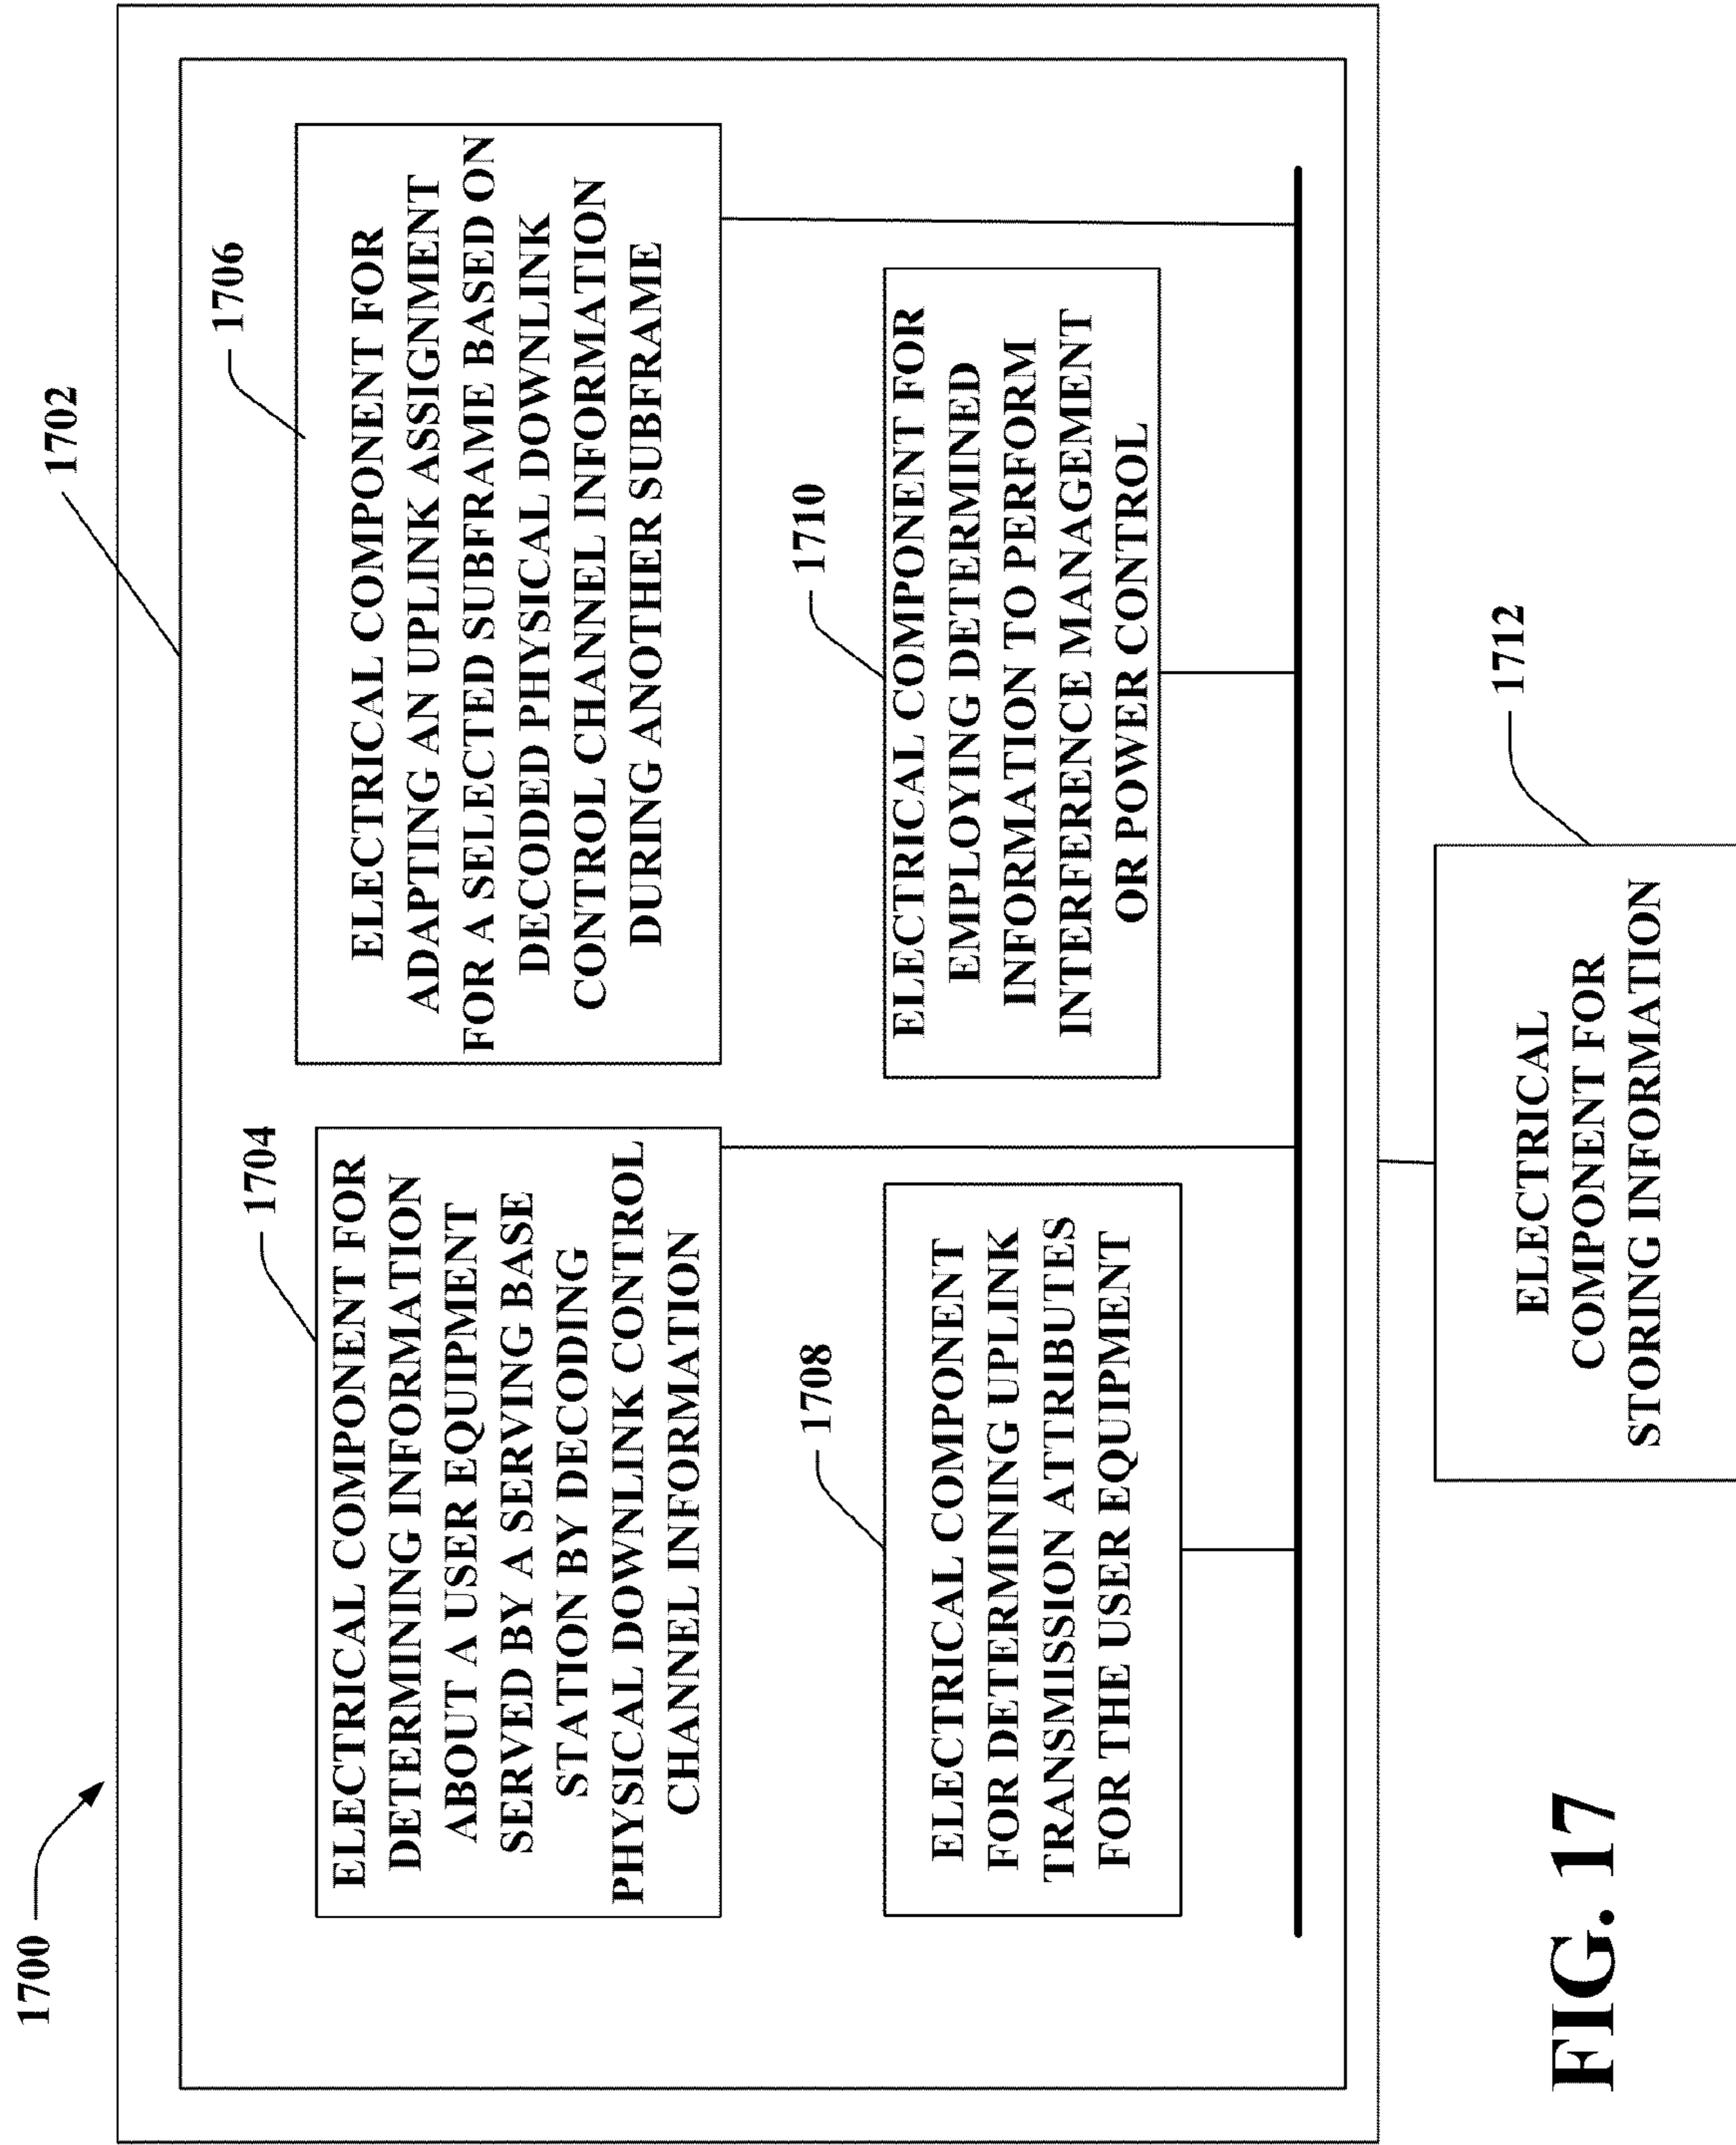 1700
1702
1704
ELECTRICAL COMPONENT FOR
DETERMINING INFORMATION
ABOUT A USER EQUIPMENT
SERVED BY A SERVING BASE
STATION BY DECODING
PHYSICAL DOWNLINK CONTROL
CHANNEL INFORMATION
1706
ELECTRICAL COMPONENT FOR
ADAPTING AN UPLINK ASSIGNMENT
FOR A SELECTED SUBFRAME BASED ON
DECODED PHYSICAL DOWNLINK
CONTROL CHANNEL INFORMATION
DURING ANOTHER SUBFRAME
1708
ELECTRICAL COMPONENT
FOR DETERMINING UPLINK
TRANSMISSION ATTRIBUTES
FOR THE USER EQUIPMENT
1710
ELECTRICAL COMPONENT FOR
EMPLOYING DETERMINED
INFORMATION TO PERFORM
INTERFERENCE MANAGEMENT
OR POWER CONTROL
1712
ELECTRICAL
COMPONENT FOR
STORING INFORMATION
FIG. 17